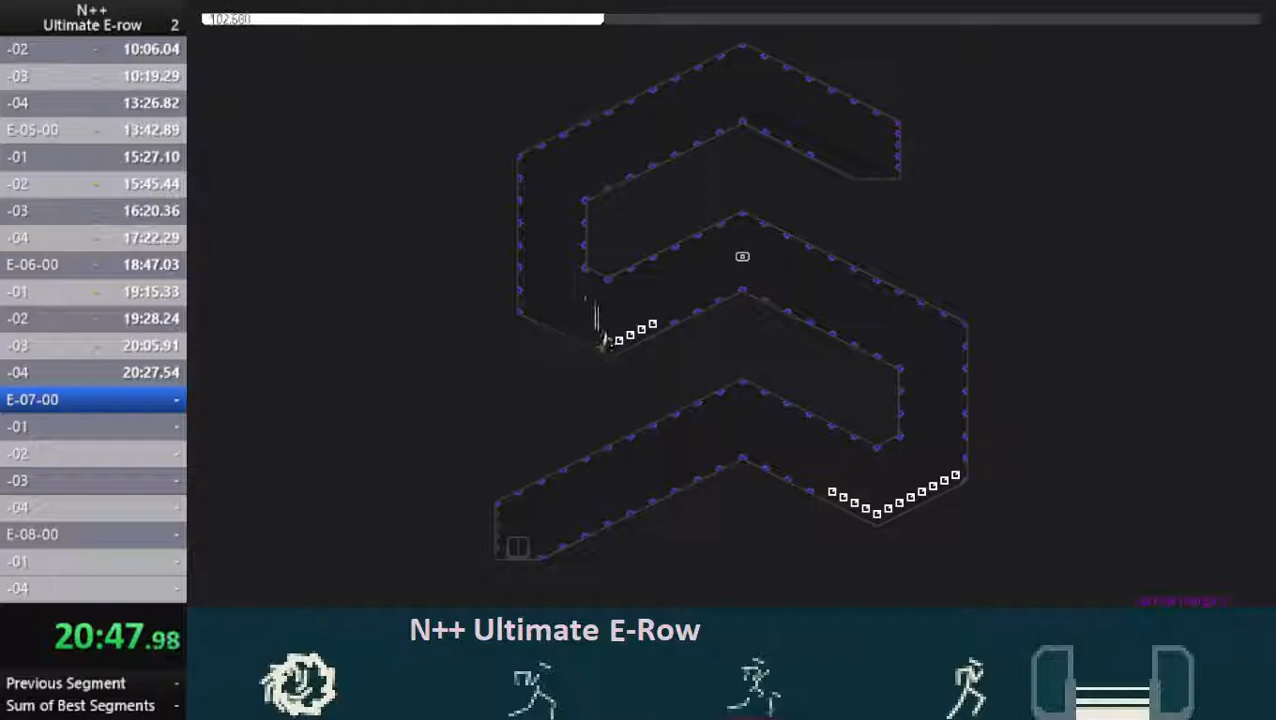 N++
Ultimate E-row 2
-02 - 10:06.04
-03 - 10:19.29
-04 - 13:26.82
E-05-00 - 13:42.89
-01 - 15:27.10
-02 - 15:45.44
-03 - 16:20.36
-04 - 17:22.29
E-06-00 - 18:47.03
-01 - 19:15.33
-02 - 19:28.24
-03 - 20:05.91
-04 - 20:27.54
E-07-00 -
-01 -
-02 -
-03 -
-04 -
E-08-00 -
-01 -
-04 -
20:47.98
Previous Segment -
Sum of Best Segments -
102.680
N++ Ultimate E-Row